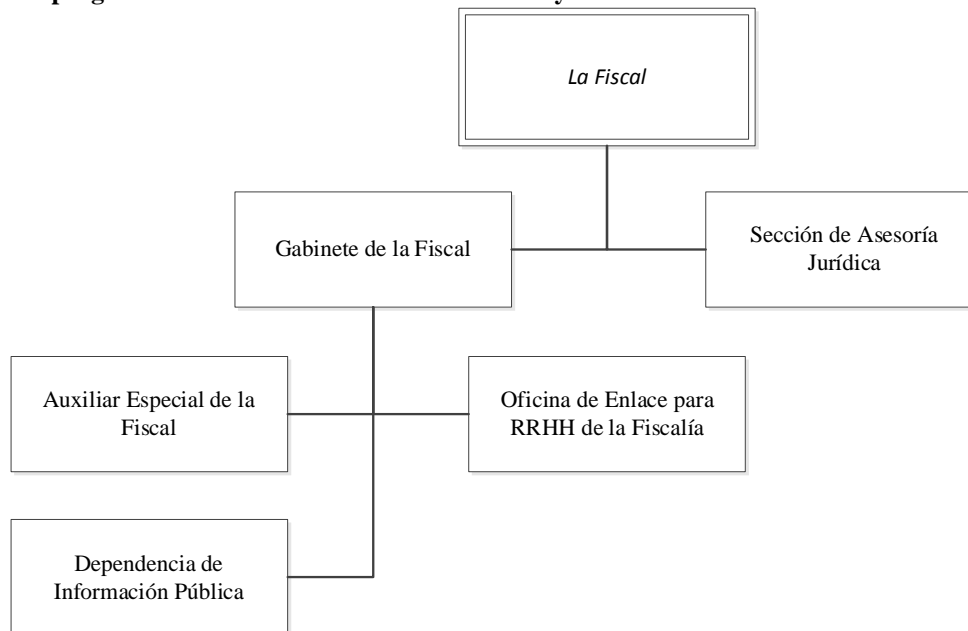 La Fiscal
Gabinete de la Fiscal
Sección de Asesoría
Jurídica
Auxiliar Especial de la
Fiscal
Oficina de Enlace para
RRHH de la Fiscalía
Dependencia de
Información Pública